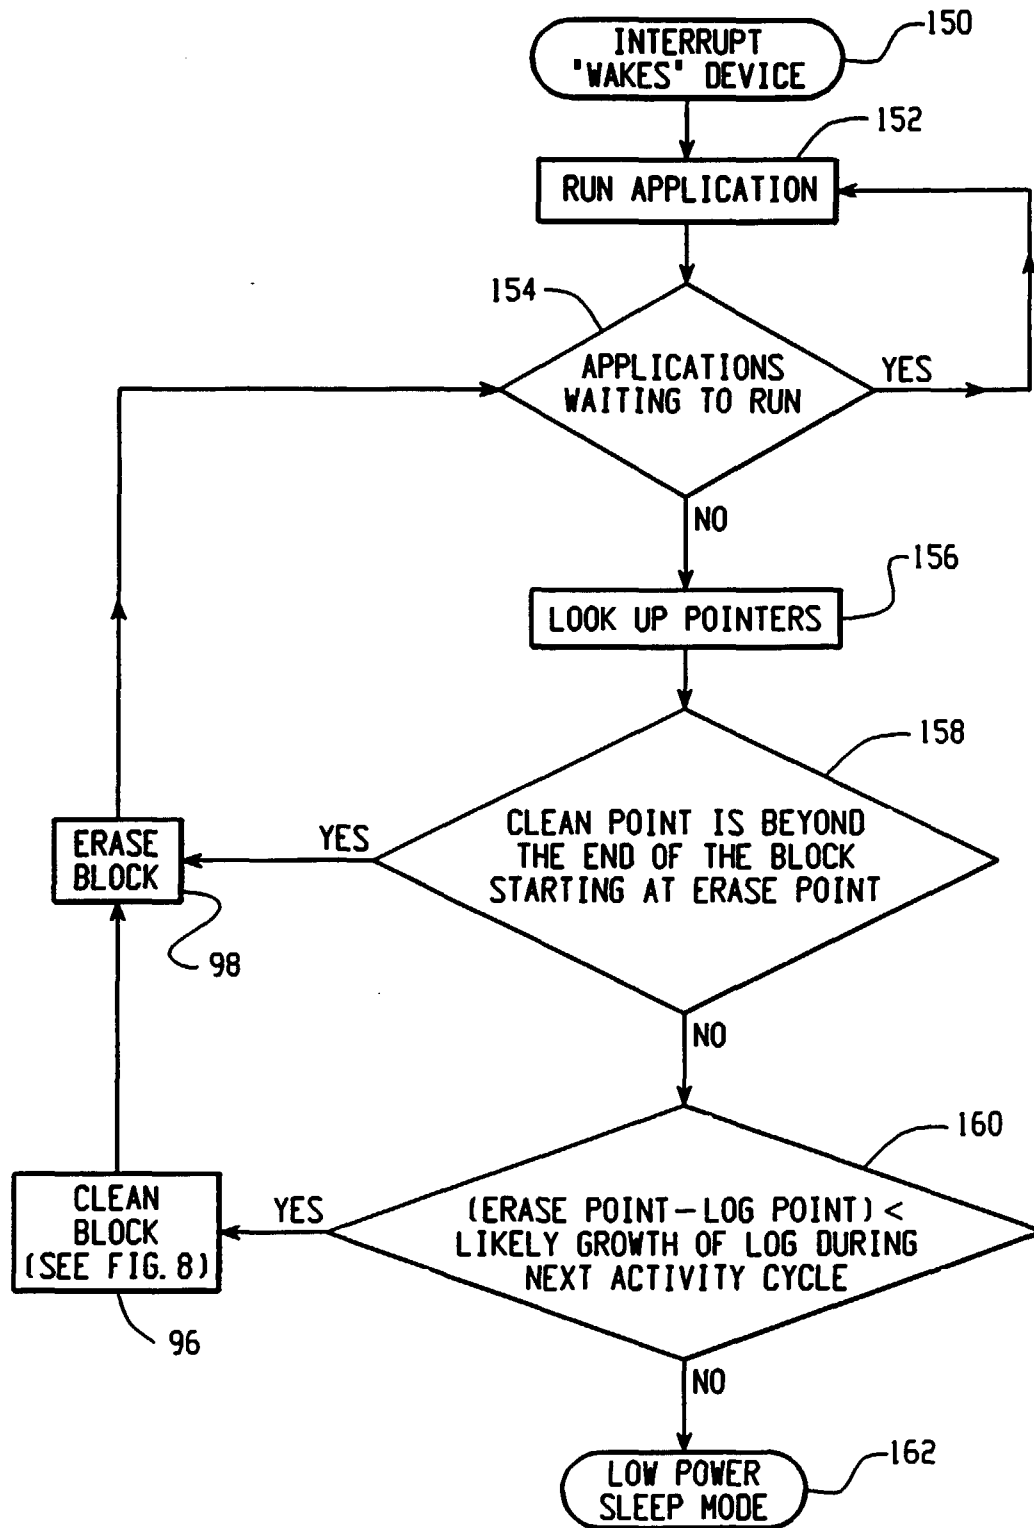 INTERRUPT
"WAKES" DEVICE
150
152
RUN APPLICATION
154
APPLICATIONS
WAITING TO RUN
YES
NO
156
LOOK UP POINTERS
158
CLEAN POINT IS BEYOND
THE END OF THE BLOCK
STARTING AT ERASE POINT
YES
ERASE
BLOCK
98
NO
160
(ERASE POINT-LOG POINT) <
LIKELY GROWTH OF LOG DURING
NEXT ACTIVITY CYCLE
YES
CLEAN
BLOCK
(SEE FIG. 8)
96
NO
162
LOW POWER
SLEEP MODE